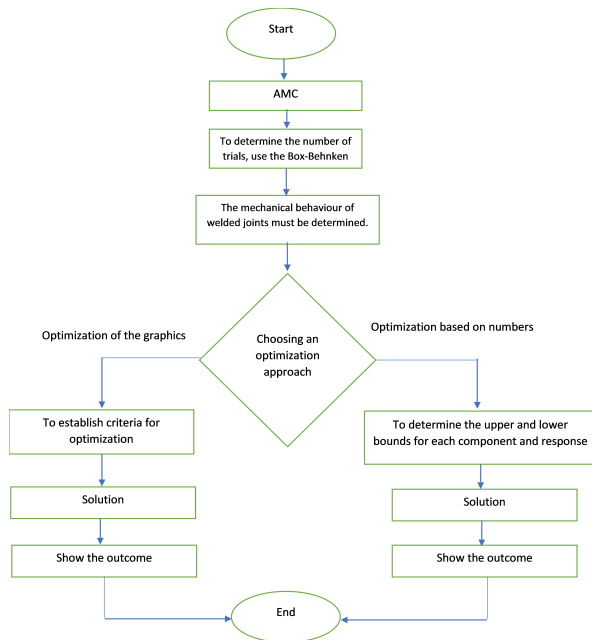 Start
AMC
To determine the number of
trials, use the Box-Behnken
The mechanical behaviour of
welded joints must be determined.
Choosing an
optimization
approach
Optimization of the graphics
Optimization based on numbers
To establish criteria for
optimization
To determine the upper and lower
bounds for each component and response
Solution
Solution
Show the outcome
Show the outcome
End